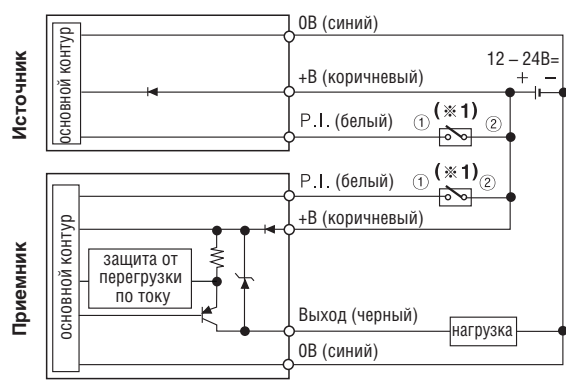 Источник
основной контур
0В (синий)
12 – 24В=
+ −
+В (коричневый)
(※1)
P.I. (белый) ① ②
Приемник
основной контур
(※1)
P.I. (белый) ① ②
+В (коричневый)
защита от
перегрузки
по току
Выход (черный)
нагрузка
0В (синий)